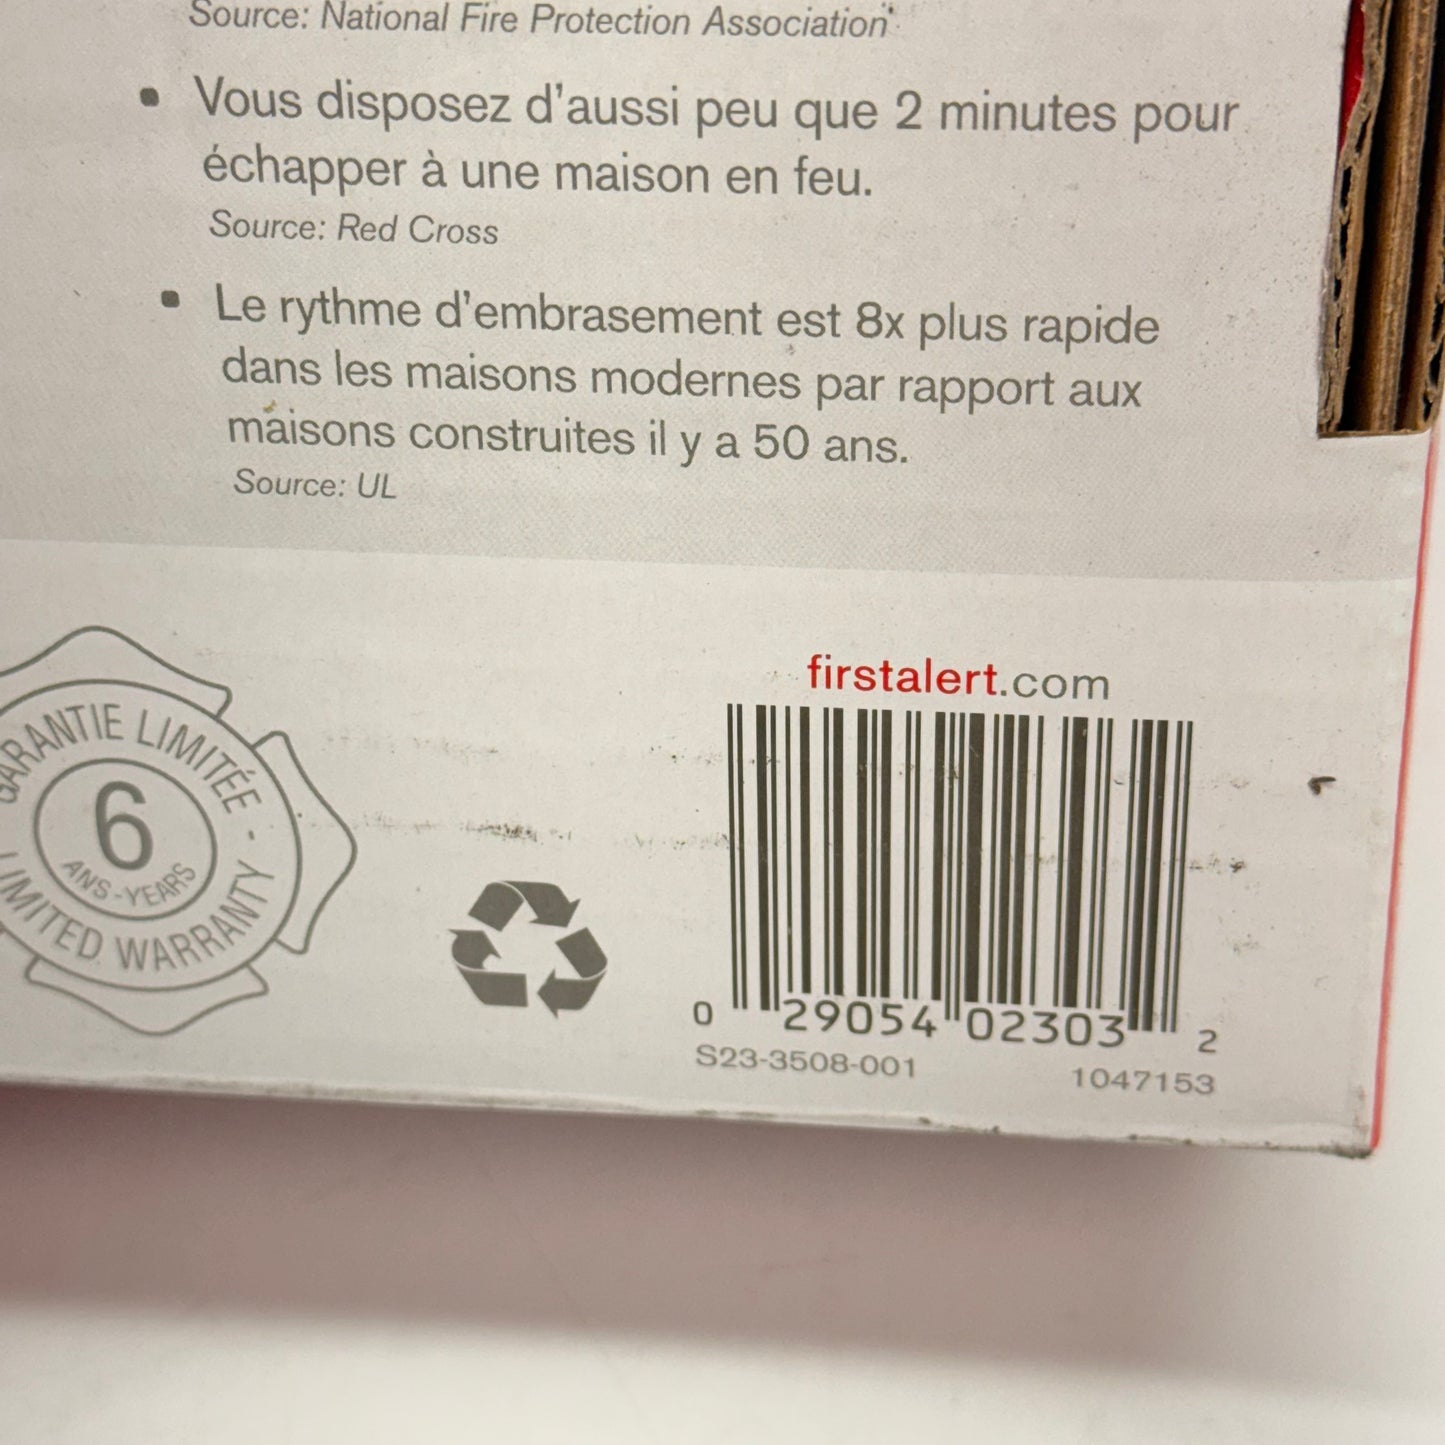 Source: National Fire Protection Association
• Vous disposez d'aussi peu que 2 minutes pour
échapper à une maison en feu.
Source: Red Cross
• Le rythme d'embrasement est 8x plus rapide
dans les maisons modernes par rapport aux
maisons construites il y a 50 ans.
Source: UL
GARANTIE LIMITÉE -
6
ANS-YEARS
LIMITED WARRANTY
firstalert.com
0 29054 02303 2
S23-3508-001 1047153